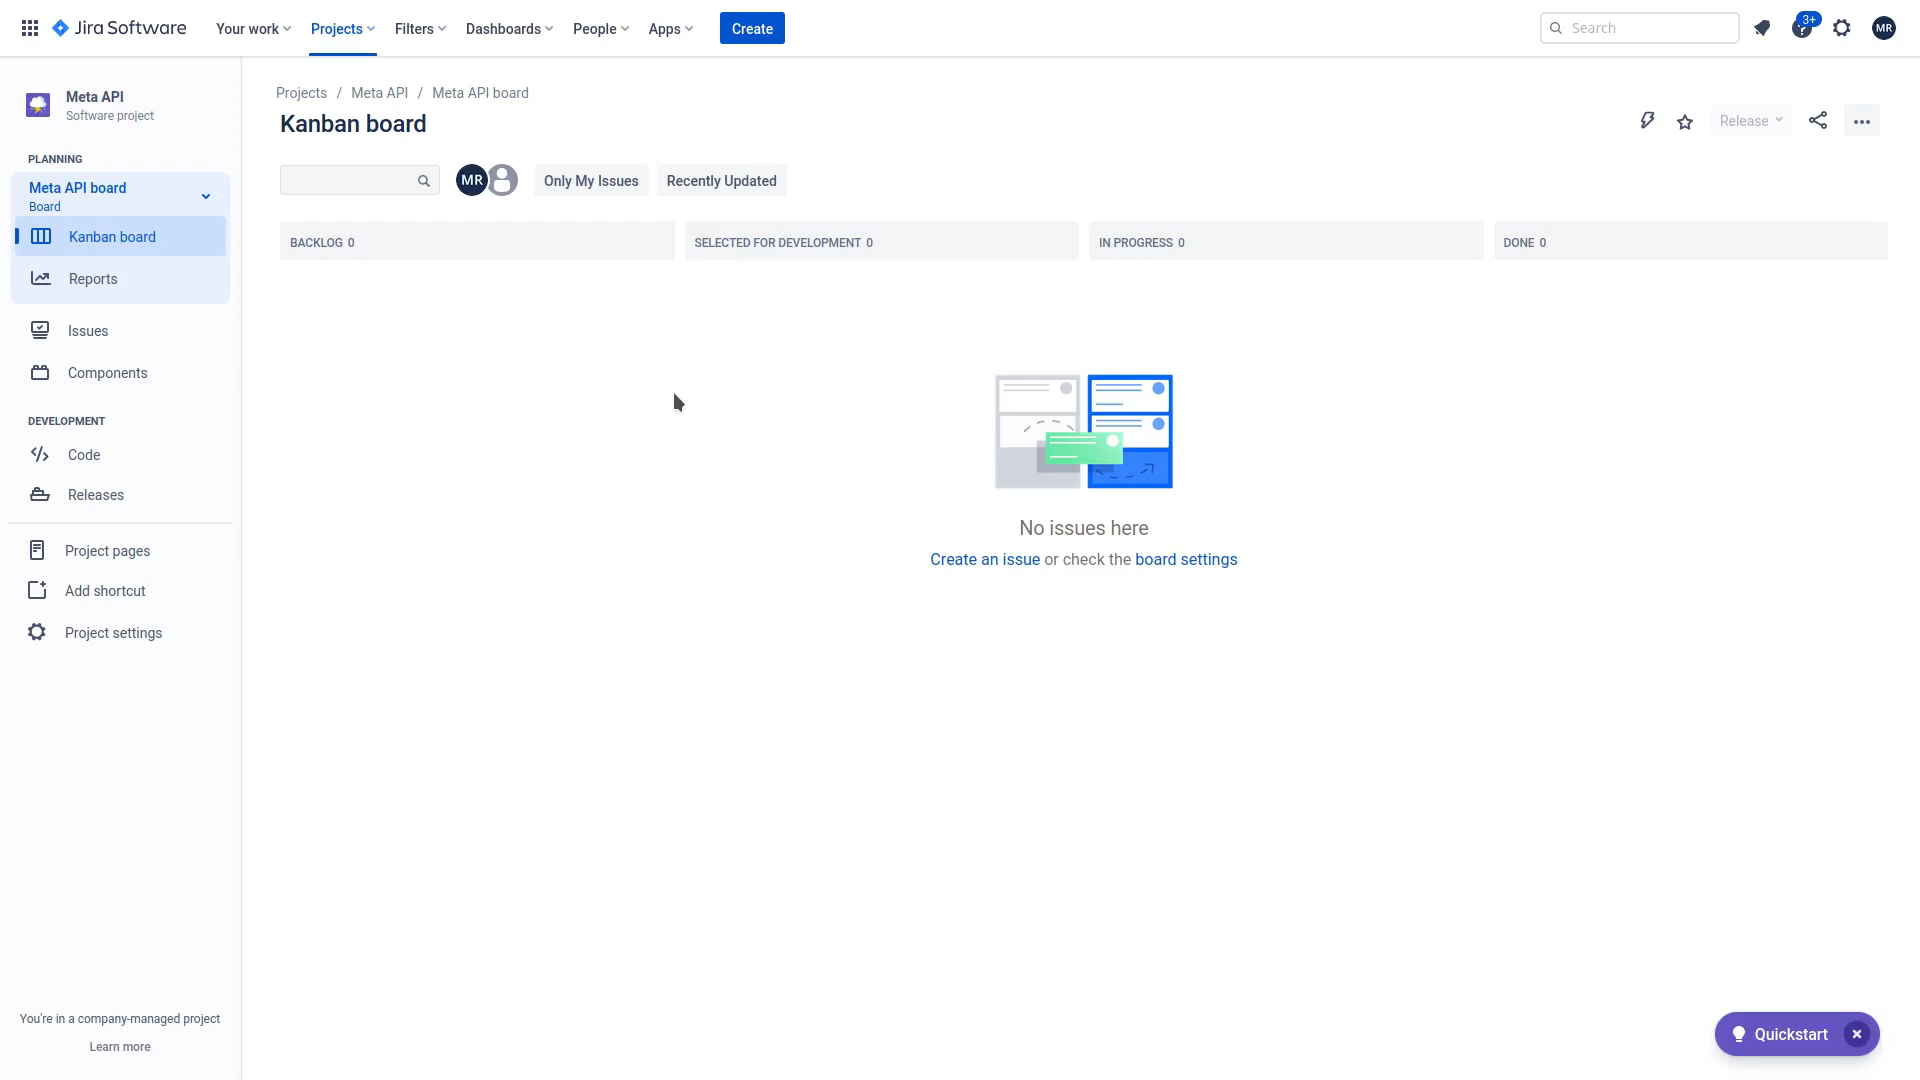 Jira Software Your work Projects Filters Dashboards People Apps Create Search 3+ ? MR
Meta API
Software project
PLANNING
Meta API board
Board
Kanban board
Reports
Issues
Components
DEVELOPMENT
Code
Releases
Project pages
Add shortcut
Project settings
You're in a company-managed project
Learn more
Projects / Meta API / Meta API board
Kanban board
Release
MR Only My Issues Recently Updated
BACKLOG 0 SELECTED FOR DEVELOPMENT 0 IN PROGRESS 0 DONE 0
No issues here
Create an issue or check the board settings
Quickstart